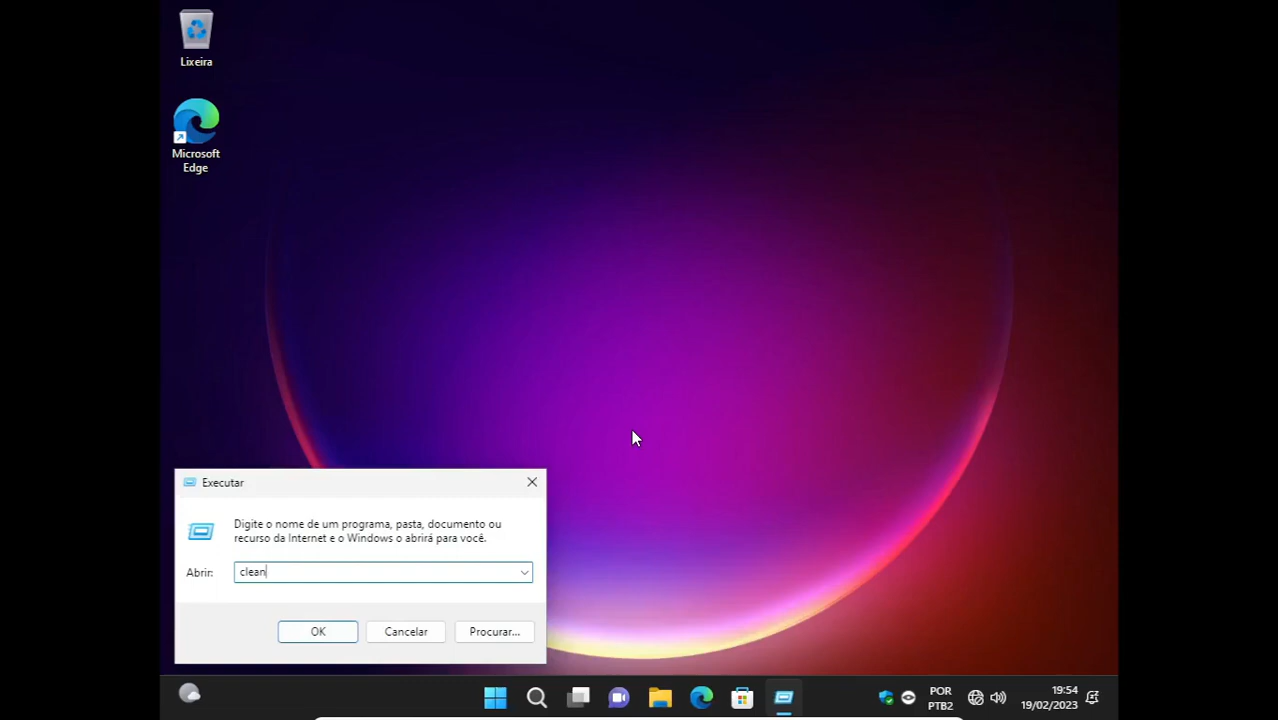 Lixeira
Microsoft
Edge
Executar
Digite o nome de um programa, pasta, documento ou
recurso da Internet e o Windows o abrirá para você.
Abrir:
clean
OK
Cancelar
Procurar...
POR
PTB2
19:54
19/02/2023